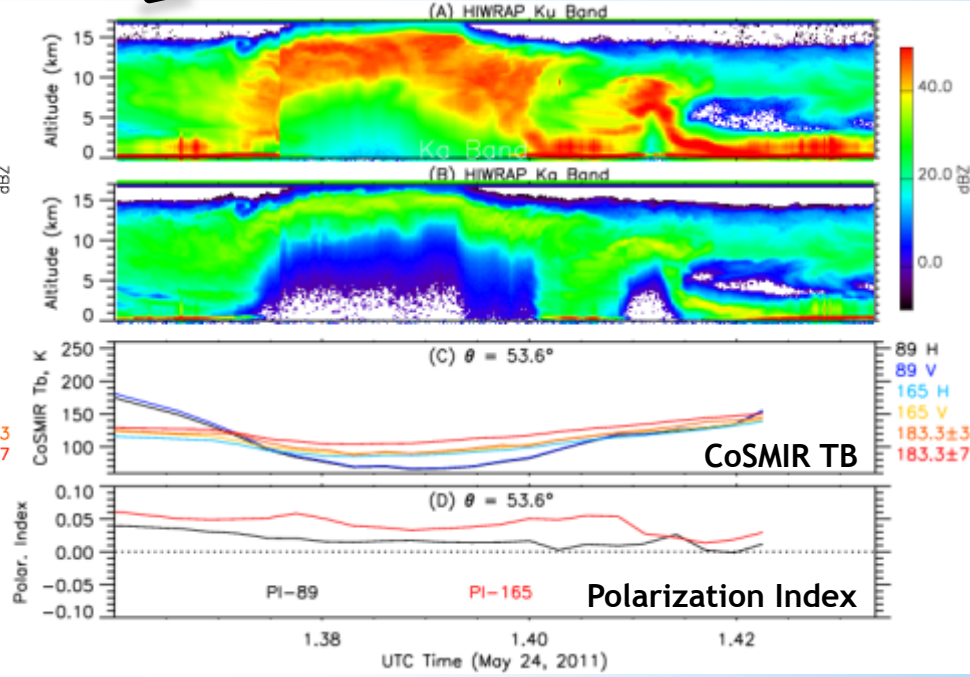 (A) HIWRAP Ku Band
15
10
5
0
Altitude (km)
Ka Band
40.0
20.0
0.0
dBZ
dBZ
(B) HIWRAP Ka Band
15
10
5
0
Altitude (km)
(C) θ = 53.6°
250
200
150
100
CoSMIR Tb, K
CoSMIR TB
89 H
89 V
165 H
165 V
183.3±3
183.3±7
3
7
(D) θ = 53.6°
0.10
0.05
0.00
-0.05
-0.10
Polar. Index
PI-89
PI-165
Polarization Index
1.38
1.40
1.42
UTC Time (May 24, 2011)